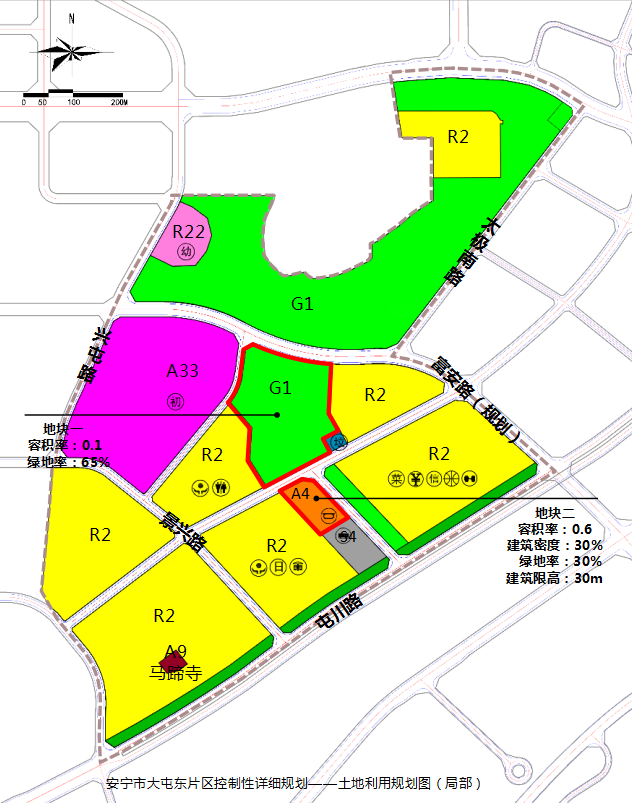 N
0 50 100 200M
R2
太极南路
R22
幼
G1
米白路
A33
初
G1
富安路（规划）
R2
地块一
容积率：0.1
绿地率：65%
垃
R2
R2
菜 信
A4
地块二
容积率：0.6
建筑密度：30%
绿地率：30%
建筑限高：30m
R2
景兴路
R2
日
屯川路
R2
A9
马蹄寺
安宁市大屯东片区控制性详细规划——土地利用规划图（局部）